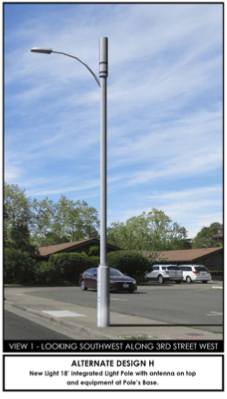 VIEW 1 - LOOKING SOUTHWEST ALONG 3RD STREET WEST
ALTERNATE DESIGN H
New Light 18' Integrated Light Pole with antenna on top
and equipment at Pole's Base.